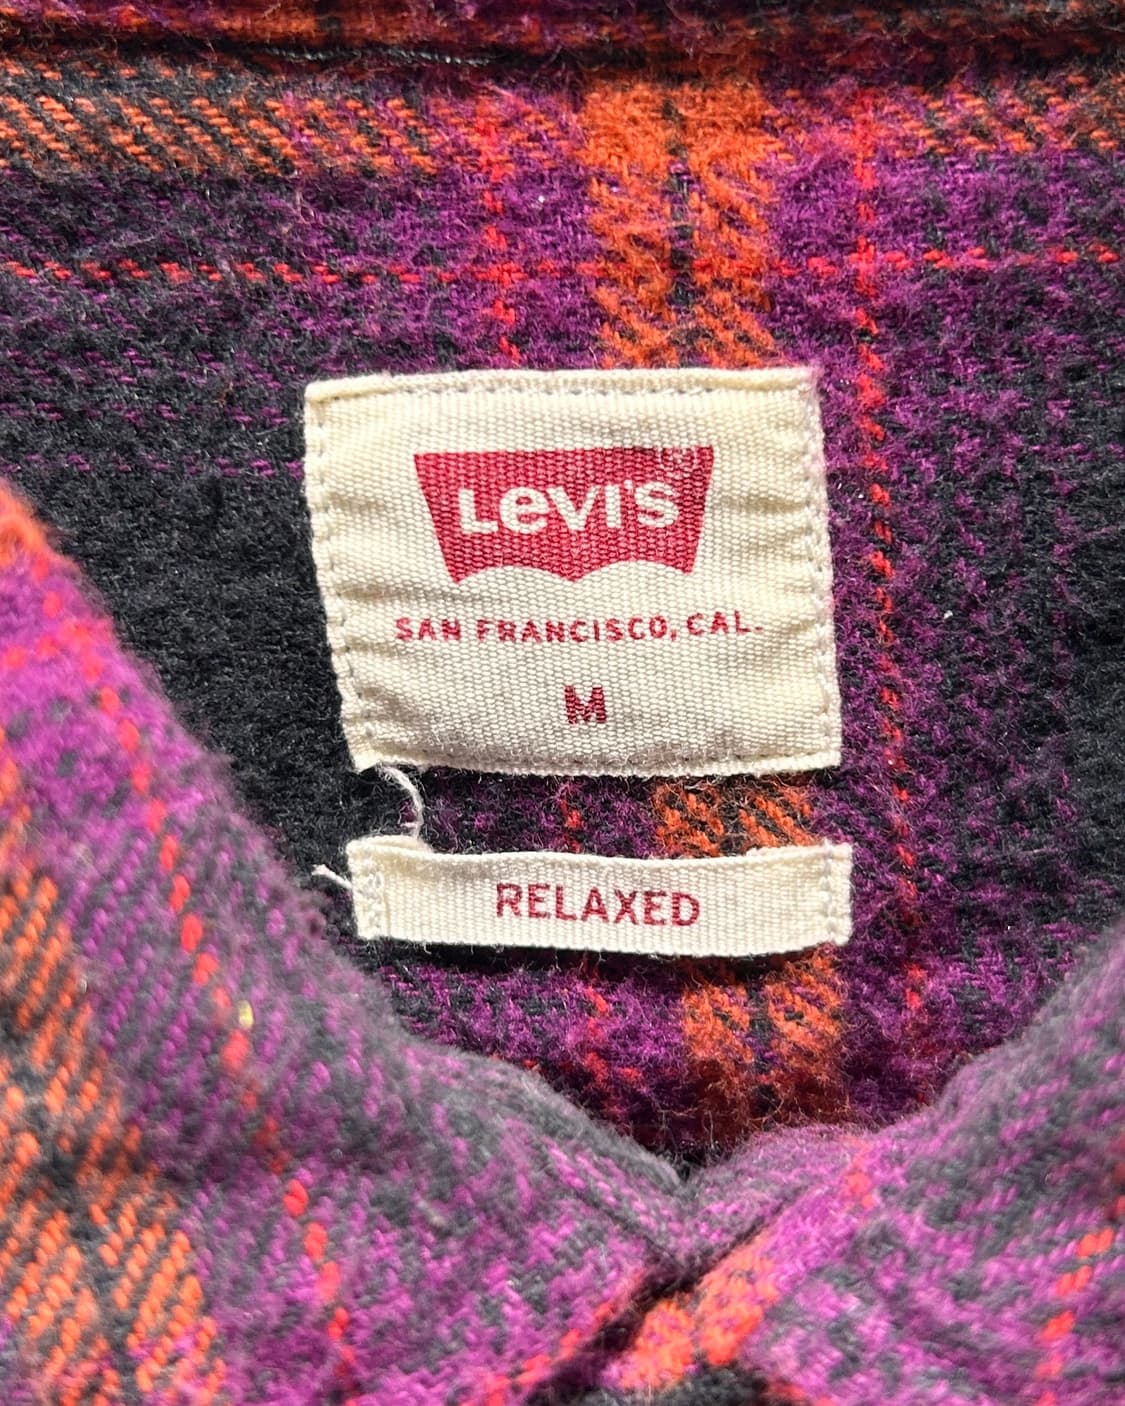 Levi's
SAN FRANCISCO, CAL.
M
RELAXED